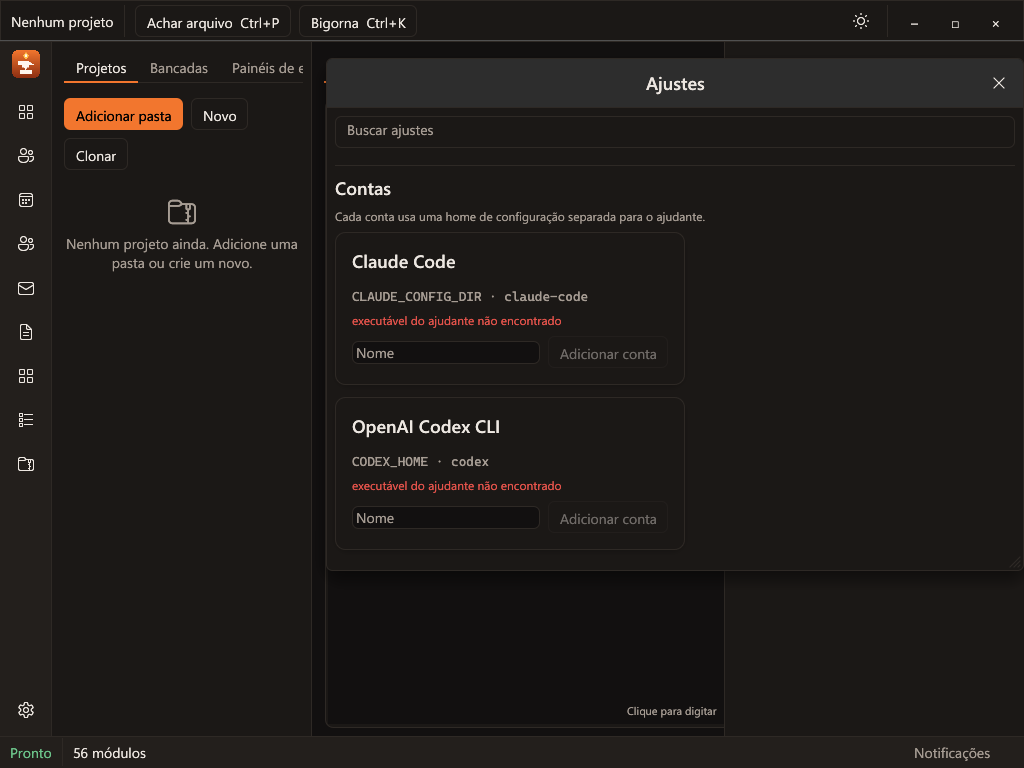 Nenhum projeto
Achar arquivo Ctrl+P
Bigorna Ctrl+K
Projetos
Bancadas
Painéis de e
Adicionar pasta
Novo
Clonar
Nenhum projeto ainda. Adicione uma
pasta ou crie um novo.
Ajustes
Buscar ajustes
Contas
Cada conta usa uma home de configuração separada para o ajudante.
Claude Code
CLAUDE_CONFIG_DIR · claude-code
executável do ajudante não encontrado
Nome
Adicionar conta
OpenAI Codex CLI
CODEX_HOME · codex
executável do ajudante não encontrado
Nome
Adicionar conta
Clique para digitar
Pronto
56 módulos
Notificações